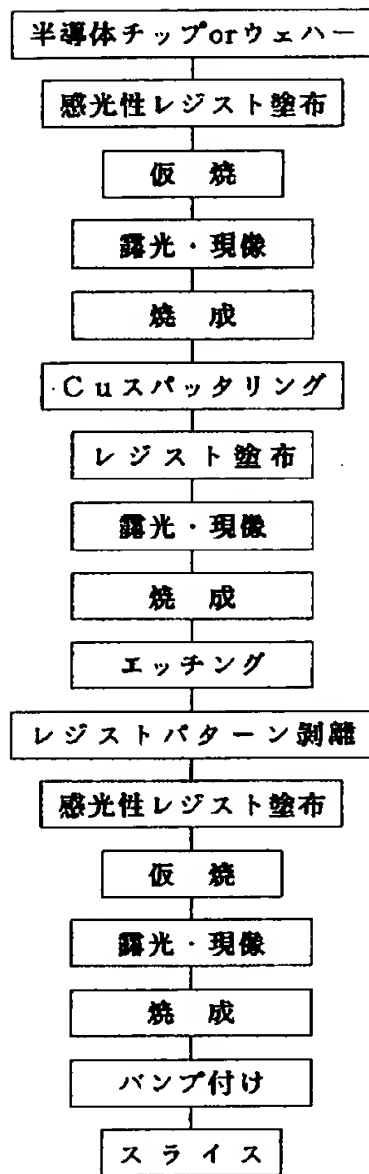 半導体チップorウェハー
感光性レジスト塗布
仮焼
露光・現像
焼成
Cuスパッタリング
レジスト塗布
露光・現像
焼成
エッチング
レジストパターン剥離
感光性レジスト塗布
仮焼
露光・現像
焼成
バンプ付け
スライス